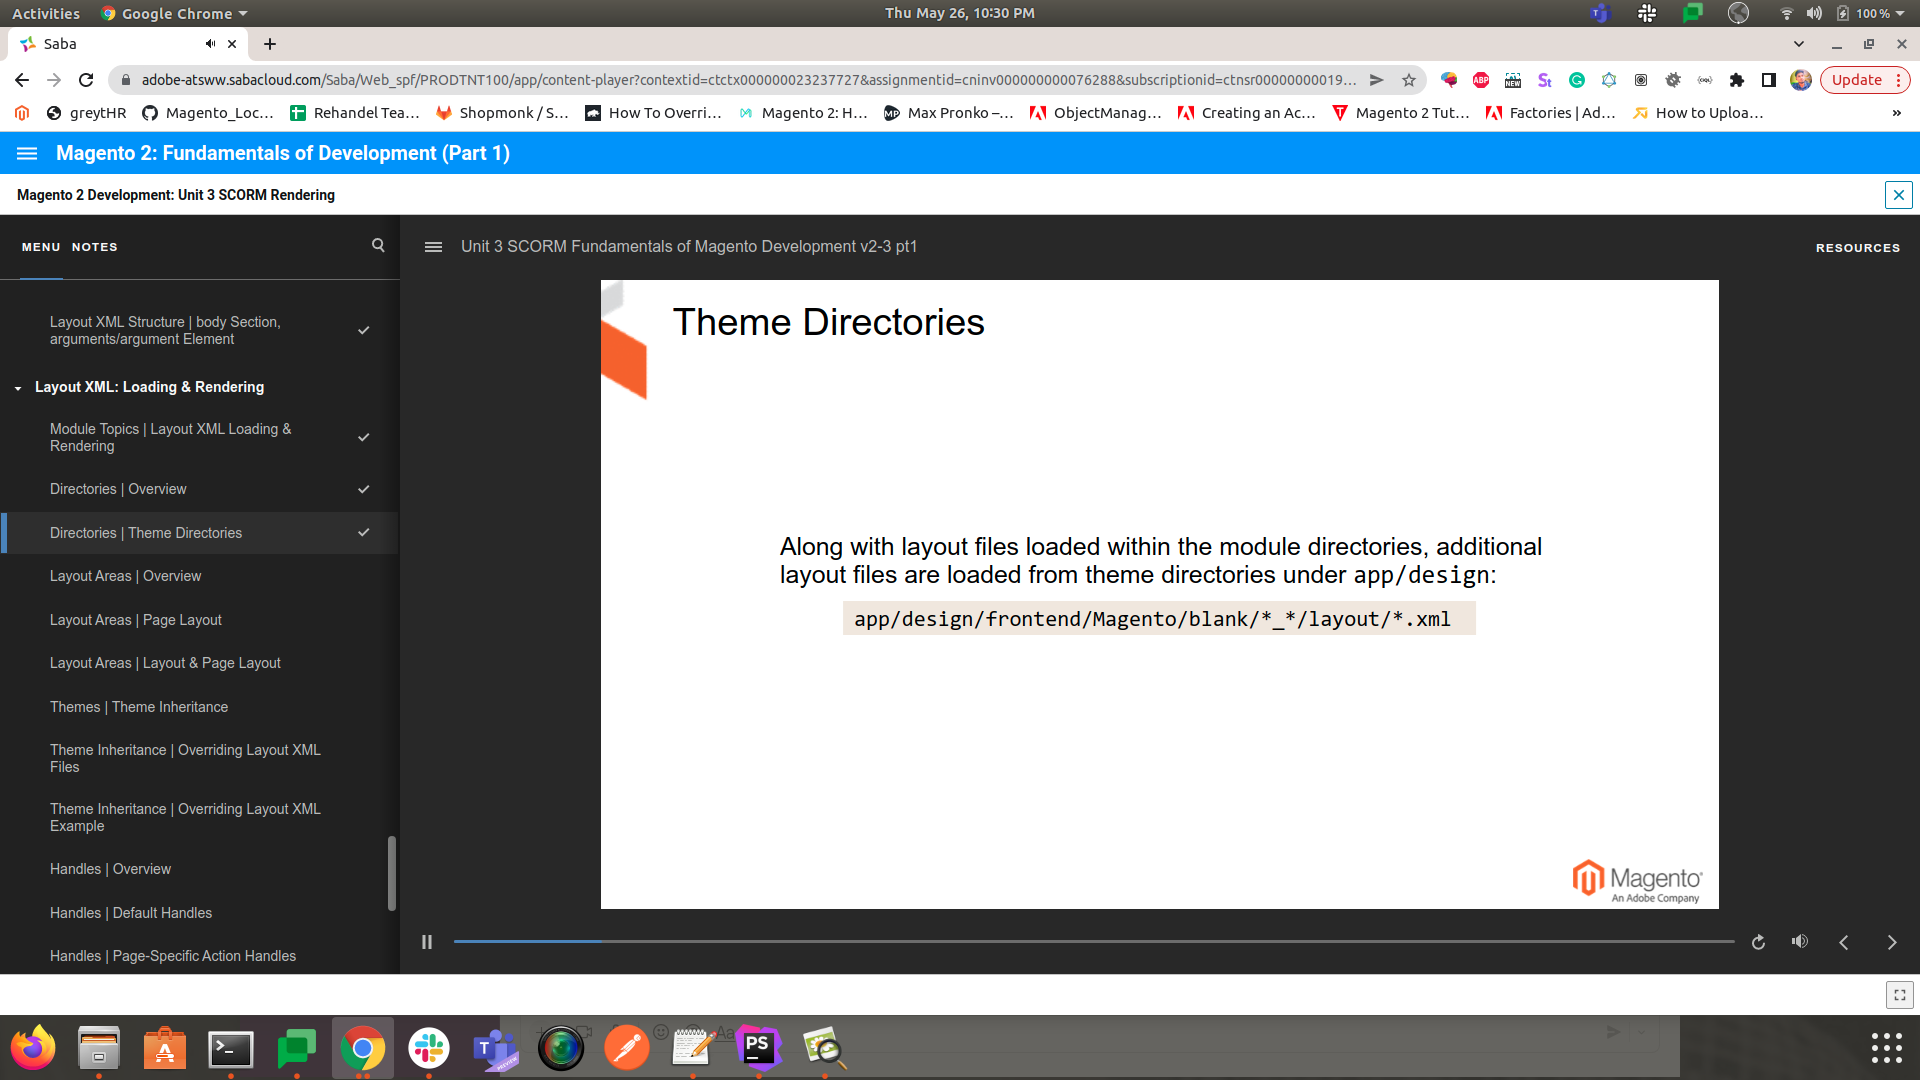 Activities
Google Chrome
Thu May 26, 10:30 PM
100 %
Saba
adobe-atsww.sabacloud.com/Saba/Web_spf/PRODTNT100/app/content-player?contextid=ctctx000000023237727&assignmentid=cninv000000000076288&subscriptionid=ctnsr00000000019...
Update
greytHR
Magento_Loc...
Rehandel Tea...
Shopmonk / S...
How To Overri...
Magento 2: H...
Max Pronko –...
ObjectManag...
Creating an Ac...
Magento 2 Tut...
Factories | Ad...
How to Uploa...
»
Magento 2: Fundamentals of Development (Part 1)
Magento 2 Development: Unit 3 SCORM Rendering
MENU NOTES
Unit 3 SCORM Fundamentals of Magento Development v2-3 pt1
RESOURCES
Layout XML Structure | body Section,
arguments/argument Element
Layout XML: Loading & Rendering
Module Topics | Layout XML Loading &
Rendering
Directories | Overview
Directories | Theme Directories
Layout Areas | Overview
Layout Areas | Page Layout
Layout Areas | Layout & Page Layout
Themes | Theme Inheritance
Theme Inheritance | Overriding Layout XML
Files
Theme Inheritance | Overriding Layout XML
Example
Handles | Overview
Handles | Default Handles
Handles | Page-Specific Action Handles
Theme Directories
Along with layout files loaded within the module directories, additional
layout files are loaded from theme directories under app/design:
app/design/frontend/Magento/blank/*_*/layout/*.xml
Magento
An Adobe Company
ABP
NEW
St
PS